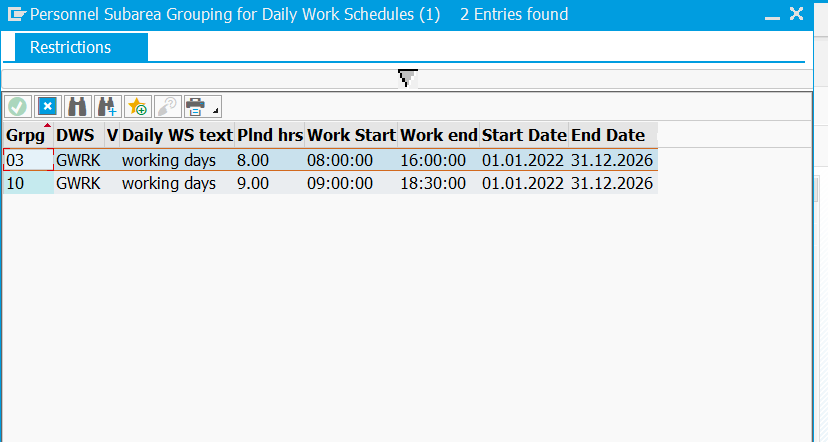 Personnel Subarea Grouping for Daily Work Schedules (1) 2 Entries found
Restrictions
Grpg DWS V Daily WS text Plnd hrs Work Start Work end Start Date End Date
03 GWRK working days 8.00 08:00:00 16:00:00 01.01.2022 31.12.2026
10 GWRK working days 9.00 09:00:00 18:30:00 01.01.2022 31.12.2026